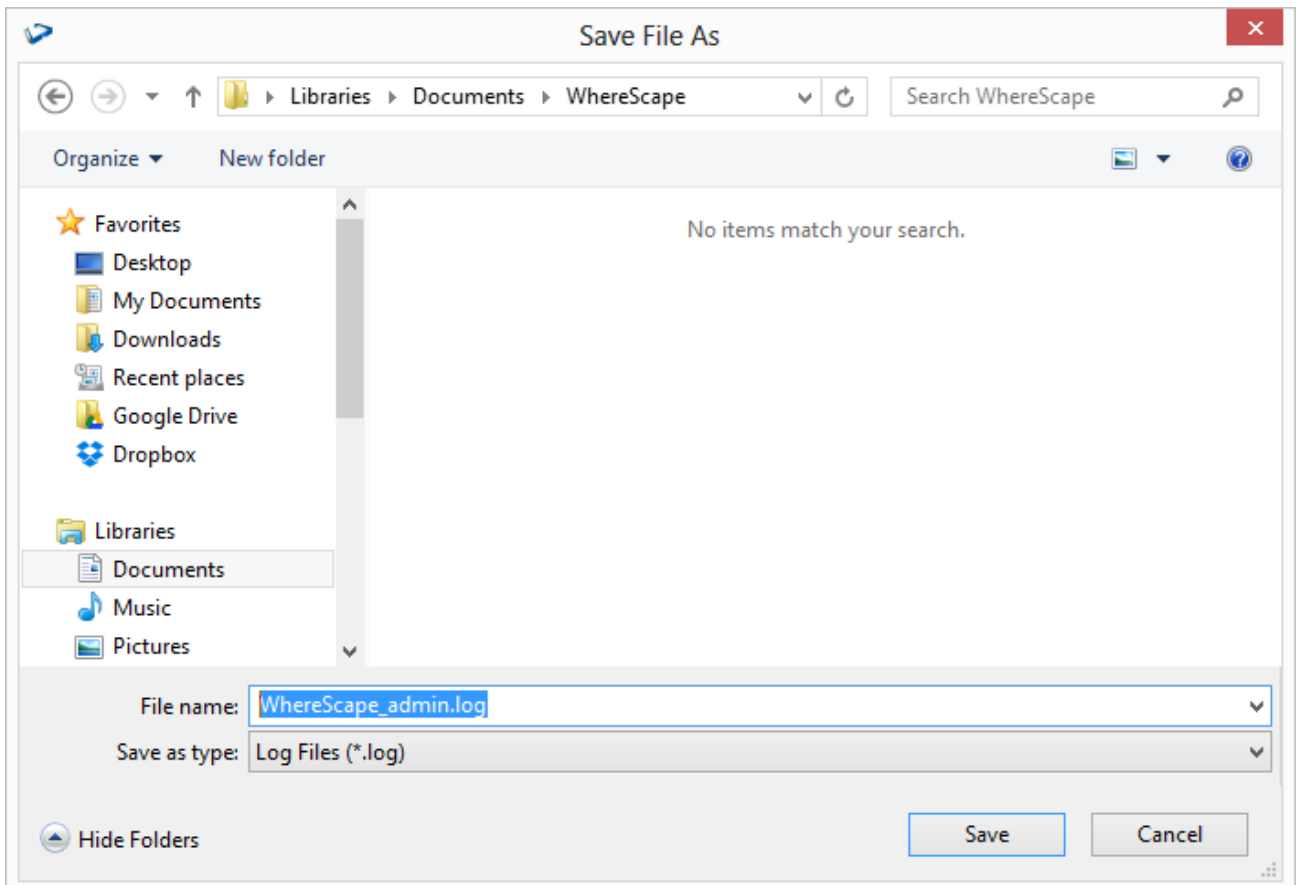 Save File As
Libraries Documents WhereScape
Search WhereScape
Organize New folder
No items match your search.
Favorites
Desktop
My Documents
Downloads
Recent places
Google Drive
Dropbox
Libraries
Documents
Music
Pictures
File name: WhereScape_admin.log
Save as type: Log Files (*.log)
Hide Folders
Save Cancel